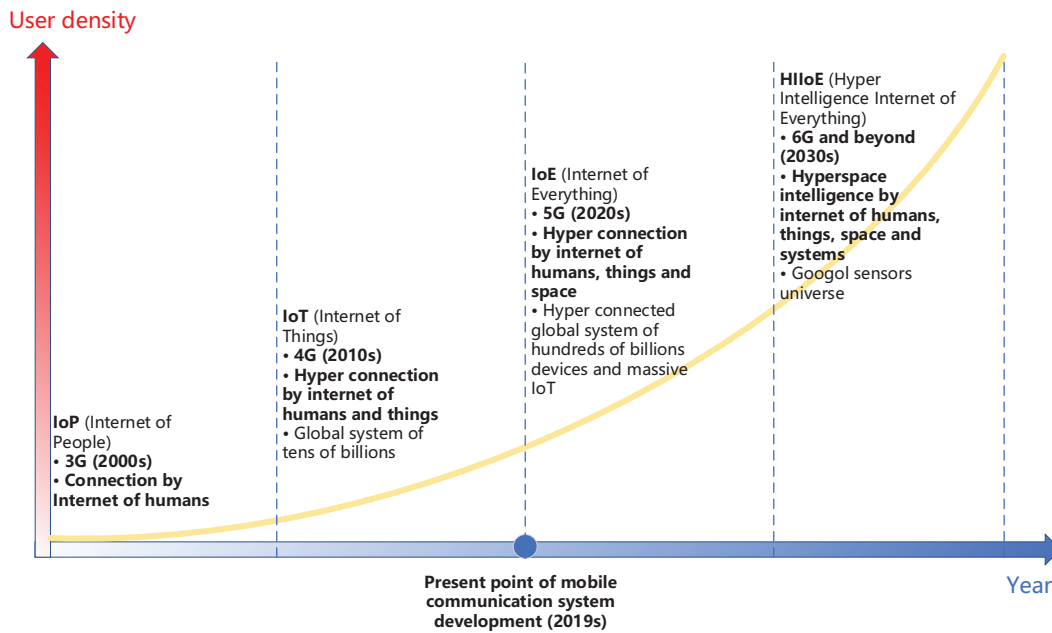 User density
IoP (Internet of
People)
• 3G (2000s)
• Connection by
Internet of humans
IoT (Internet of
Things)
• 4G (2010s)
• Hyper connection
by internet of
humans and things
• Global system of
tens of billions
IoE (Internet of
Everything)
• 5G (2020s)
• Hyper connection
by internet of
humans, things and
space
• Hyper connected
global system of
hundreds of billions
devices and massive
IoT
HIIoE (Hyper
Intelligence Internet of
Everything)
• 6G and beyond
(2030s)
• Hyperspace
intelligence by
internet of humans,
things, space and
systems
• Googol sensors
universe
Present point of mobile
communication system
development (2019s)
Year